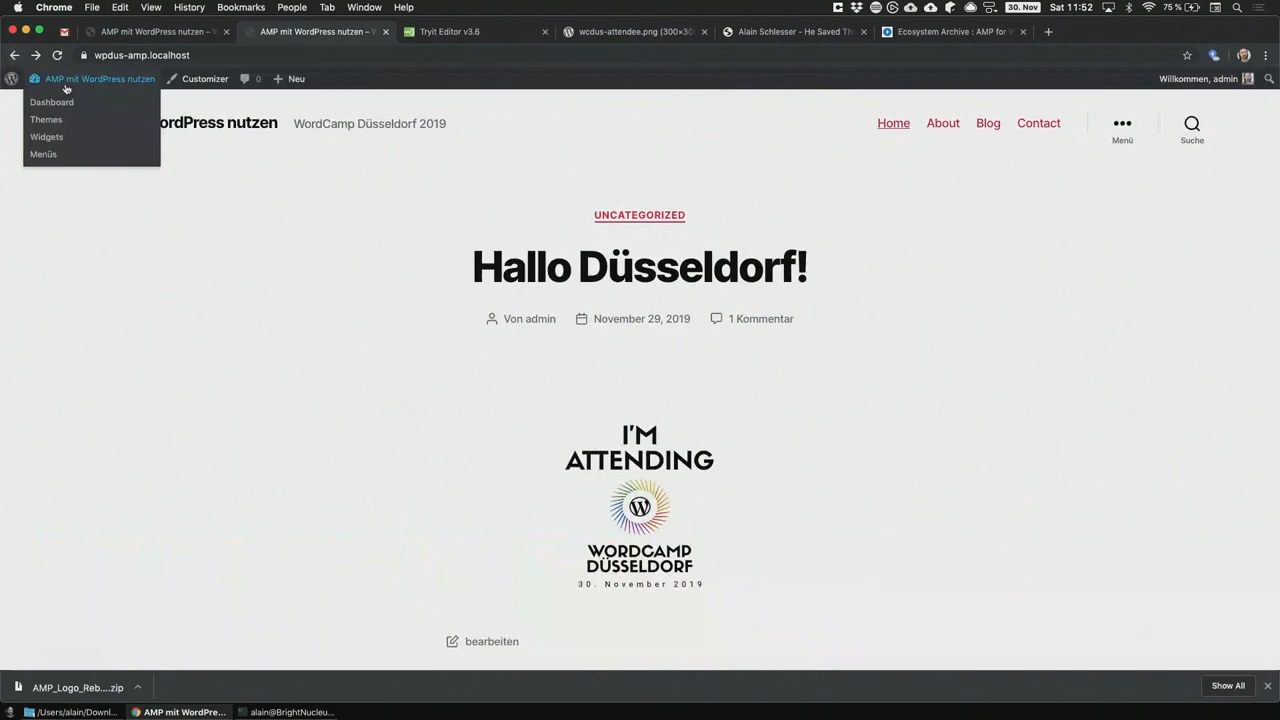 Chrome File Edit View History Bookmarks People Tab Window Help 30. Nov Sat 11:52 75 %
AMP mit WordPress nutzen – W AMP mit WordPress nutzen – W Tryit Editor v3.6 wcdus-attendee.png (300×30 Alain Schlesser - He Saved The Ecosystem Archive : AMP for W
wpdus-amp.localhost
AMP mit WordPress nutzen Customizer 0 Neu Willkommen, admin
Dashboard
Themes
Widgets
Menüs
ordPress nutzen WordCamp Düsseldorf 2019
Home About Blog Contact
Menü Suche
UNCATEGORIZED
Hallo Düsseldorf!
Von admin November 29, 2019 1 Kommentar
I'M
ATTENDING
WORDCAMP
DÜSSELDORF
30. November 2019
bearbeiten
AMP_Logo_Reb....zip Show All
/Users/alain/Downl... AMP mit WordPre... alain@BrightNucleu...